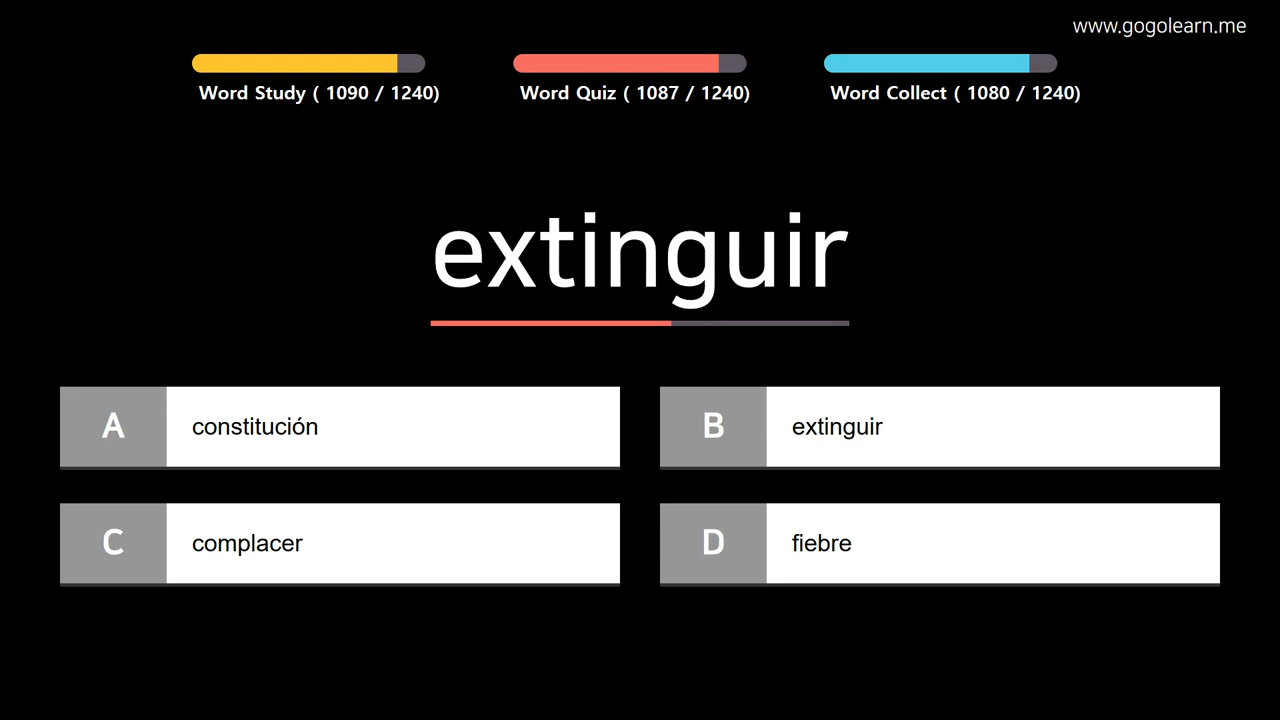 www.gogolearn.me
Word Study ( 1090 / 1240)
Word Quiz ( 1087 / 1240)
Word Collect ( 1080 / 1240)
extinguir
A constitución
B extinguir
C complacer
D fiebre